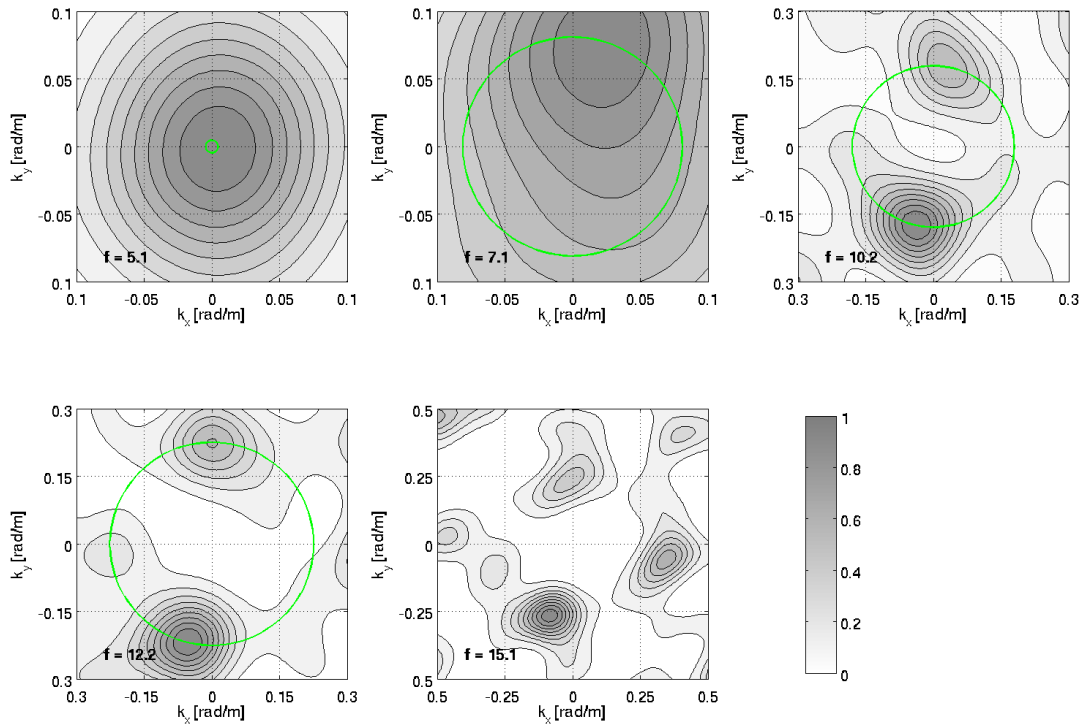 0.1
0.05
0
-0.05
0.1
k_y [rad/m]
f = 5.1
0.1 -0.05 0 0.05 0.1
k_x [rad/m]
0.1
0.05
0
-0.05
0.1
k_y [rad/m]
f = 7.1
0.1 -0.05 0 0.05 0.1
k_x [rad/m]
0.3
0.15
0
-0.15
0.3
k_y [rad/m]
f = 10.2
0.3 -0.15 0 0.15 0.3
k_x [rad/m]
0.3
0.15
0
-0.15
0.3
k_y [rad/m]
f = 12.2
0.3 -0.15 0 0.15 0.3
k_x [rad/m]
0.5
0.25
0
-0.25
0.5
k_y [rad/m]
f = 15.1
0.5 -0.25 0 0.25 0.5
k_x [rad/m]
1
0.8
0.6
0.4
0.2
0